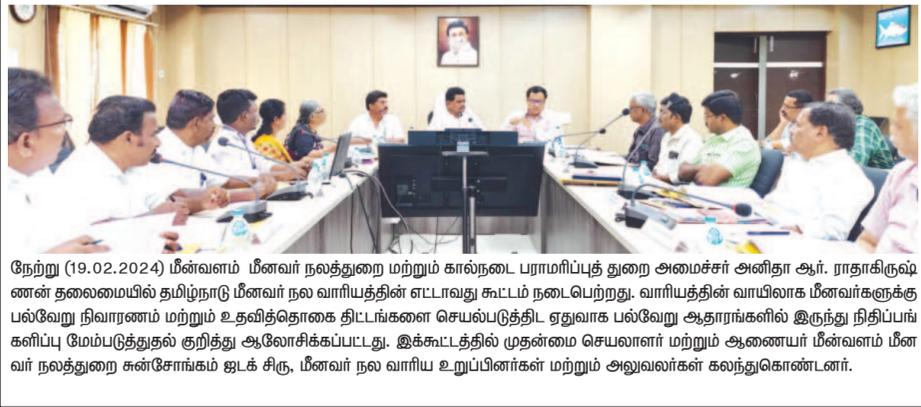 நேற்று (19.02.2024) மீன்வளம் மீனவர் நலத்துறை மற்றும் கால்நடை பராமரிப்புத் துறை அமைச்சர் அனிதா ஆர். ராதாகிருஷ்
ணன் தலைமையில் தமிழ்நாடு மீனவர் நல வாரியத்தின் எட்டாவது கூட்டம் நடைபெற்றது. வாரியத்தின் வாயிலாக மீனவர்களுக்கு
பல்வேறு நிவாரணம் மற்றும் உதவித்தொகை திட்டங்களை செயல்படுத்திட ஏதுவாக பல்வேறு ஆதாரங்களில் இருந்து நிதிப்பங்
களிப்பு மேம்படுத்துதல் குறித்து ஆலோசிக்கப்பட்டது. இக்கூட்டத்தில் முதன்மை செயலாளர் மற்றும் ஆணையர் மீன்வளம் மீன
வர் நலத்துறை சுன்சோங்கம் ஜடக் சிரு, மீனவர் நல வாரிய உறுப்பினர்கள் மற்றும் அலுவலர்கள் கலந்துகொண்டனர்.